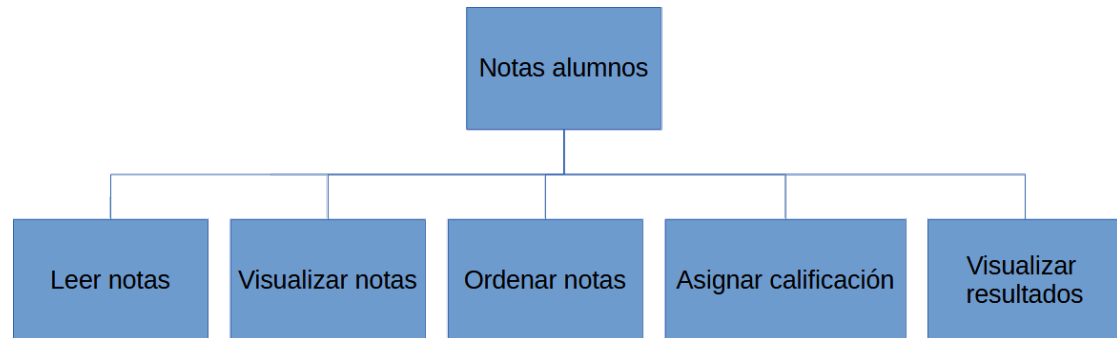 Notas alumnos
Leer notas
Visualizar notas
Ordenar notas
Asignar calificación
Visualizar
resultados